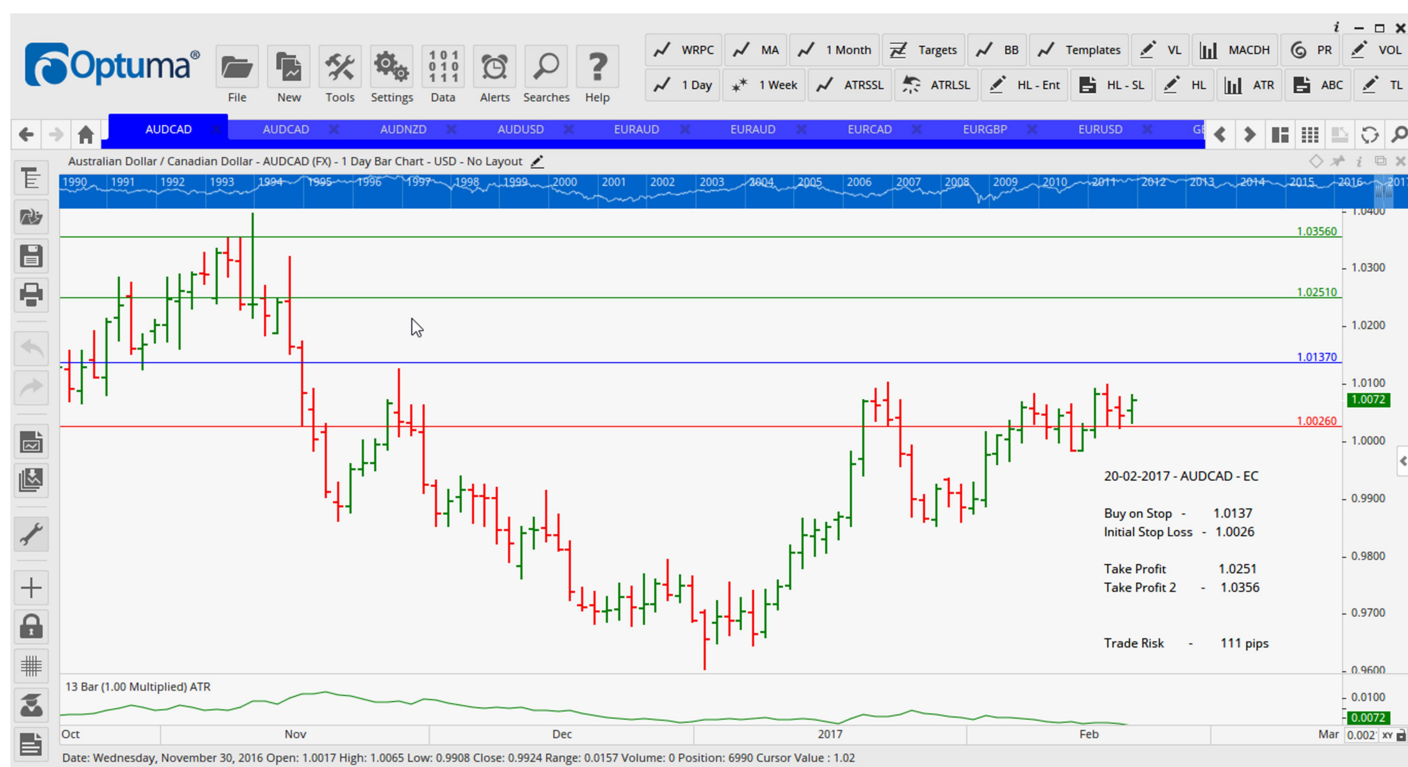 Optuma®
File
New
Tools
Settings
Data
Alerts
Searches
Help
WRPC
MA
1 Month
Targets
BB
Templates
VL
MACDH
PR
VOL
1 Day
1 Week
ATRSSL
ATRLSL
HL - Ent
HL - SL
HL
ATR
ABC
TL
AUDCAD
AUDCAD
AUDNZD
AUDUSD
EURAUD
EURAUD
EURCAD
EURGBP
EURUSD
Australian Dollar / Canadian Dollar - AUDCAD (FX) - 1 Day Bar Chart - USD - No Layout
1990 1991 1992 1993 1994 1995 1996 1997 1998 1999 2000 2001 2002 2003 2004 2005 2006 2007 2008 2009 2010 2011 2012 2013 2014 2015 2016 2017
1.0400
1.03560
1.0300
1.02510
1.0200
1.01370
1.0100
1.0072
1.00260
1.0000
20-02-2017 - AUDCAD - EC
0.9900
Buy on Stop - 1.0137
Initial Stop Loss - 1.0026
0.9800
Take Profit 1.0251
Take Profit 2 - 1.0356
0.9700
Trade Risk - 111 pips
0.9600
13 Bar (1.00 Multiplied) ATR
0.0100
0.0072
Oct Nov Dec 2017 Feb Mar
0.002' XY
Date: Wednesday, November 30, 2016 Open: 1.0017 High: 1.0065 Low: 0.9908 Close: 0.9924 Range: 0.0157 Volume: 0 Position: 6990 Cursor Value : 1.02